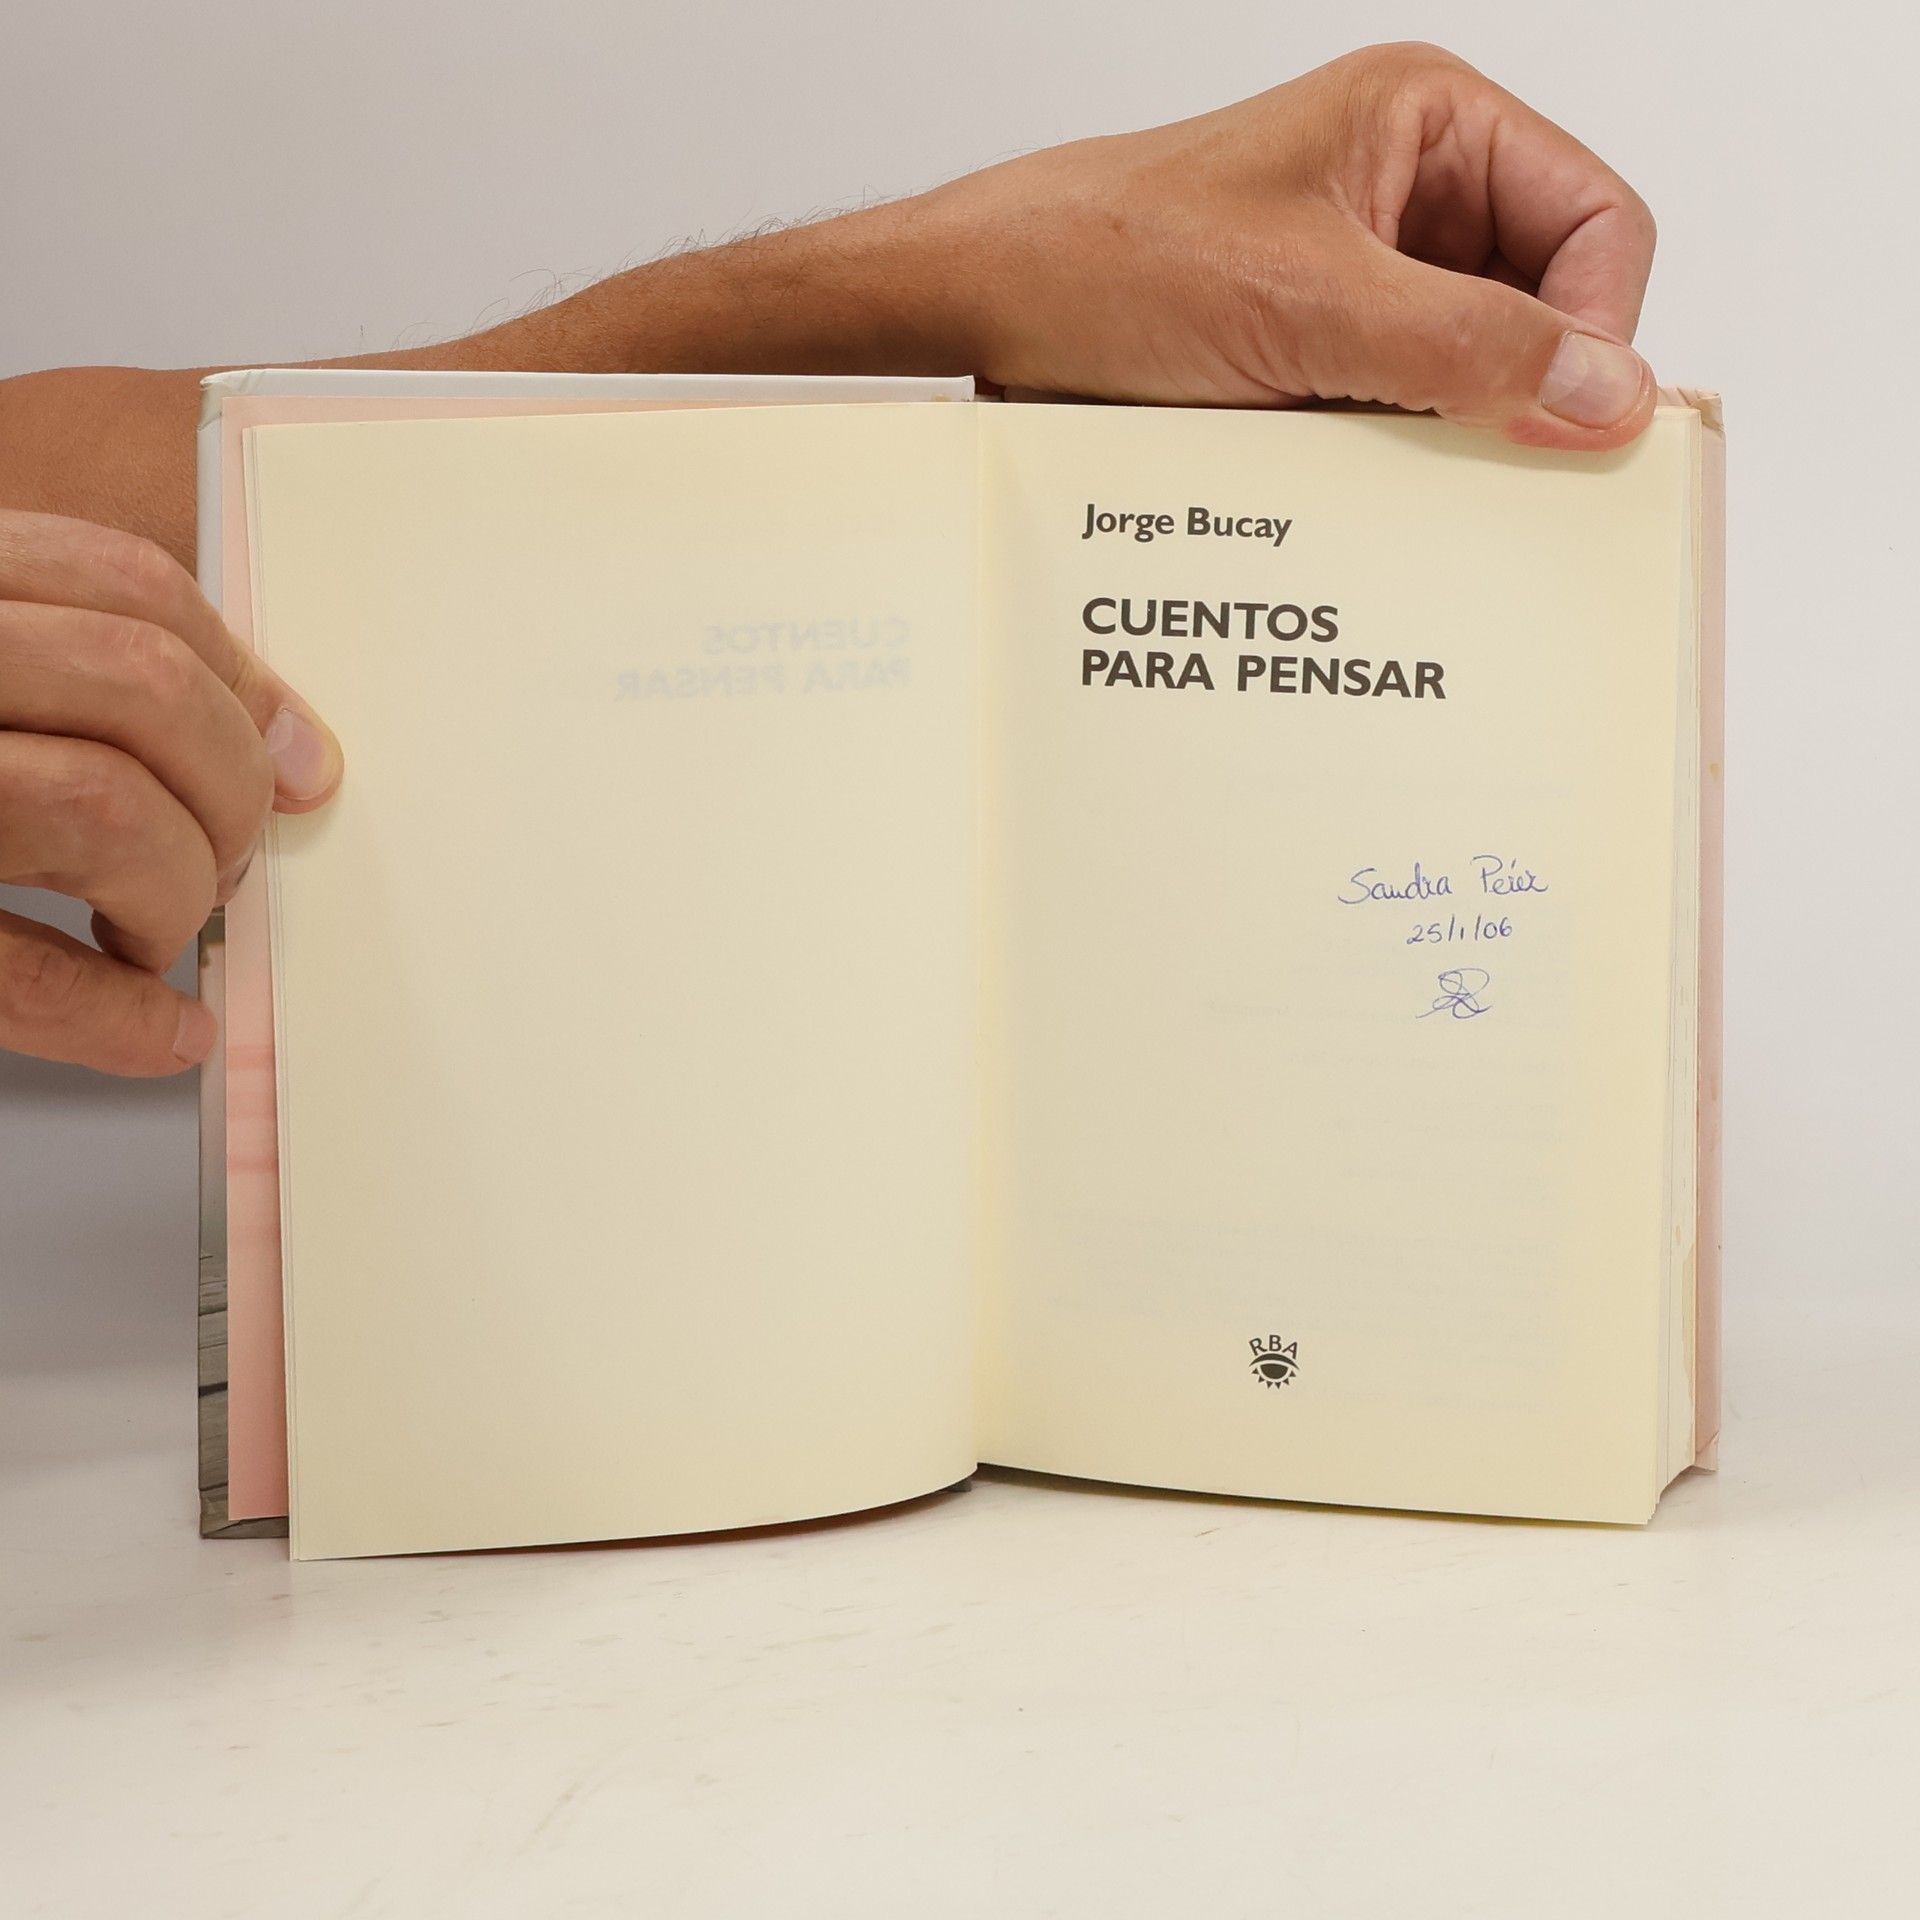 Jorge Bucay
CUENTOS
PARA PENSAR
Sandra Pérez
25/1/06
RBA